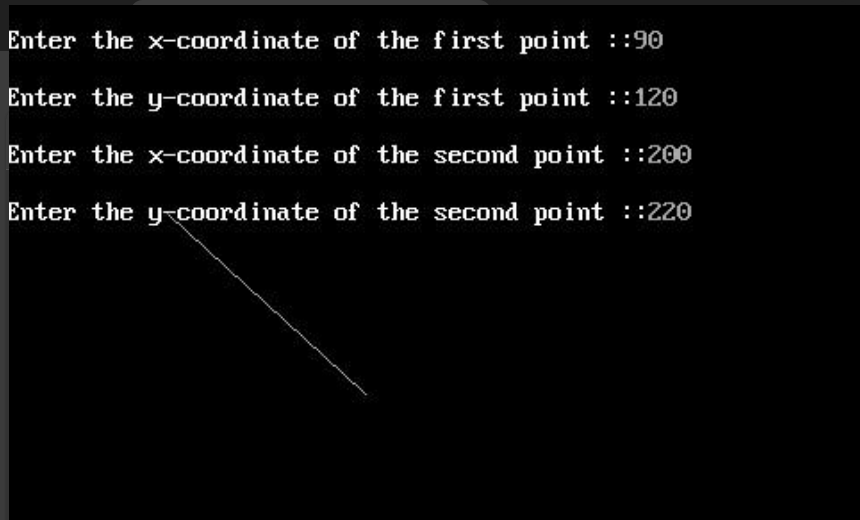 Enter the x-coordinate of the first point ::90
Enter the y-coordinate of the first point ::120
Enter the x-coordinate of the second point ::200
Enter the y-coordinate of the second point ::220